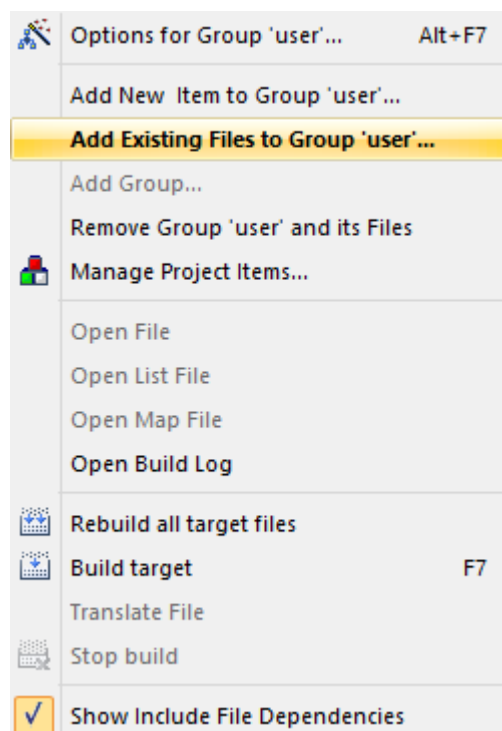 Options for Group 'user'... Alt+F7
Add New  Item to Group 'user'...
Add Existing Files to Group 'user'...
Add Group...
Remove Group 'user' and its Files
Manage Project Items...
Open File
Open List File
Open Map File
Open Build Log
Rebuild all target files
Build target F7
Translate File
Stop build
Show Include File Dependencies